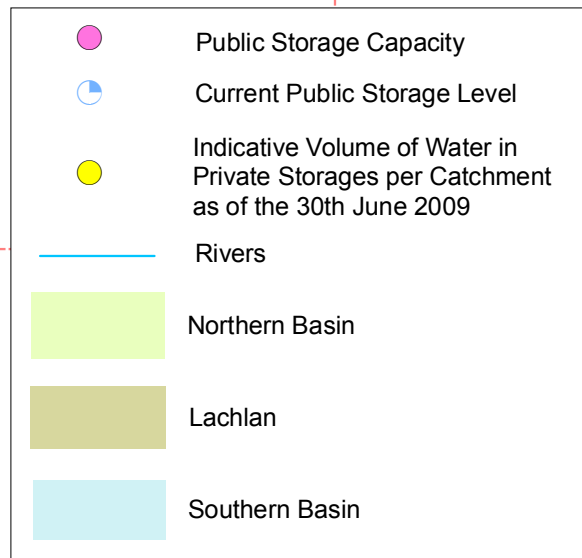 Public Storage Capacity
Current Public Storage Level
Indicative Volume of Water in
Private Storages per Catchment
as of the 30th June 2009
Rivers
Northern Basin
Lachlan
Southern Basin